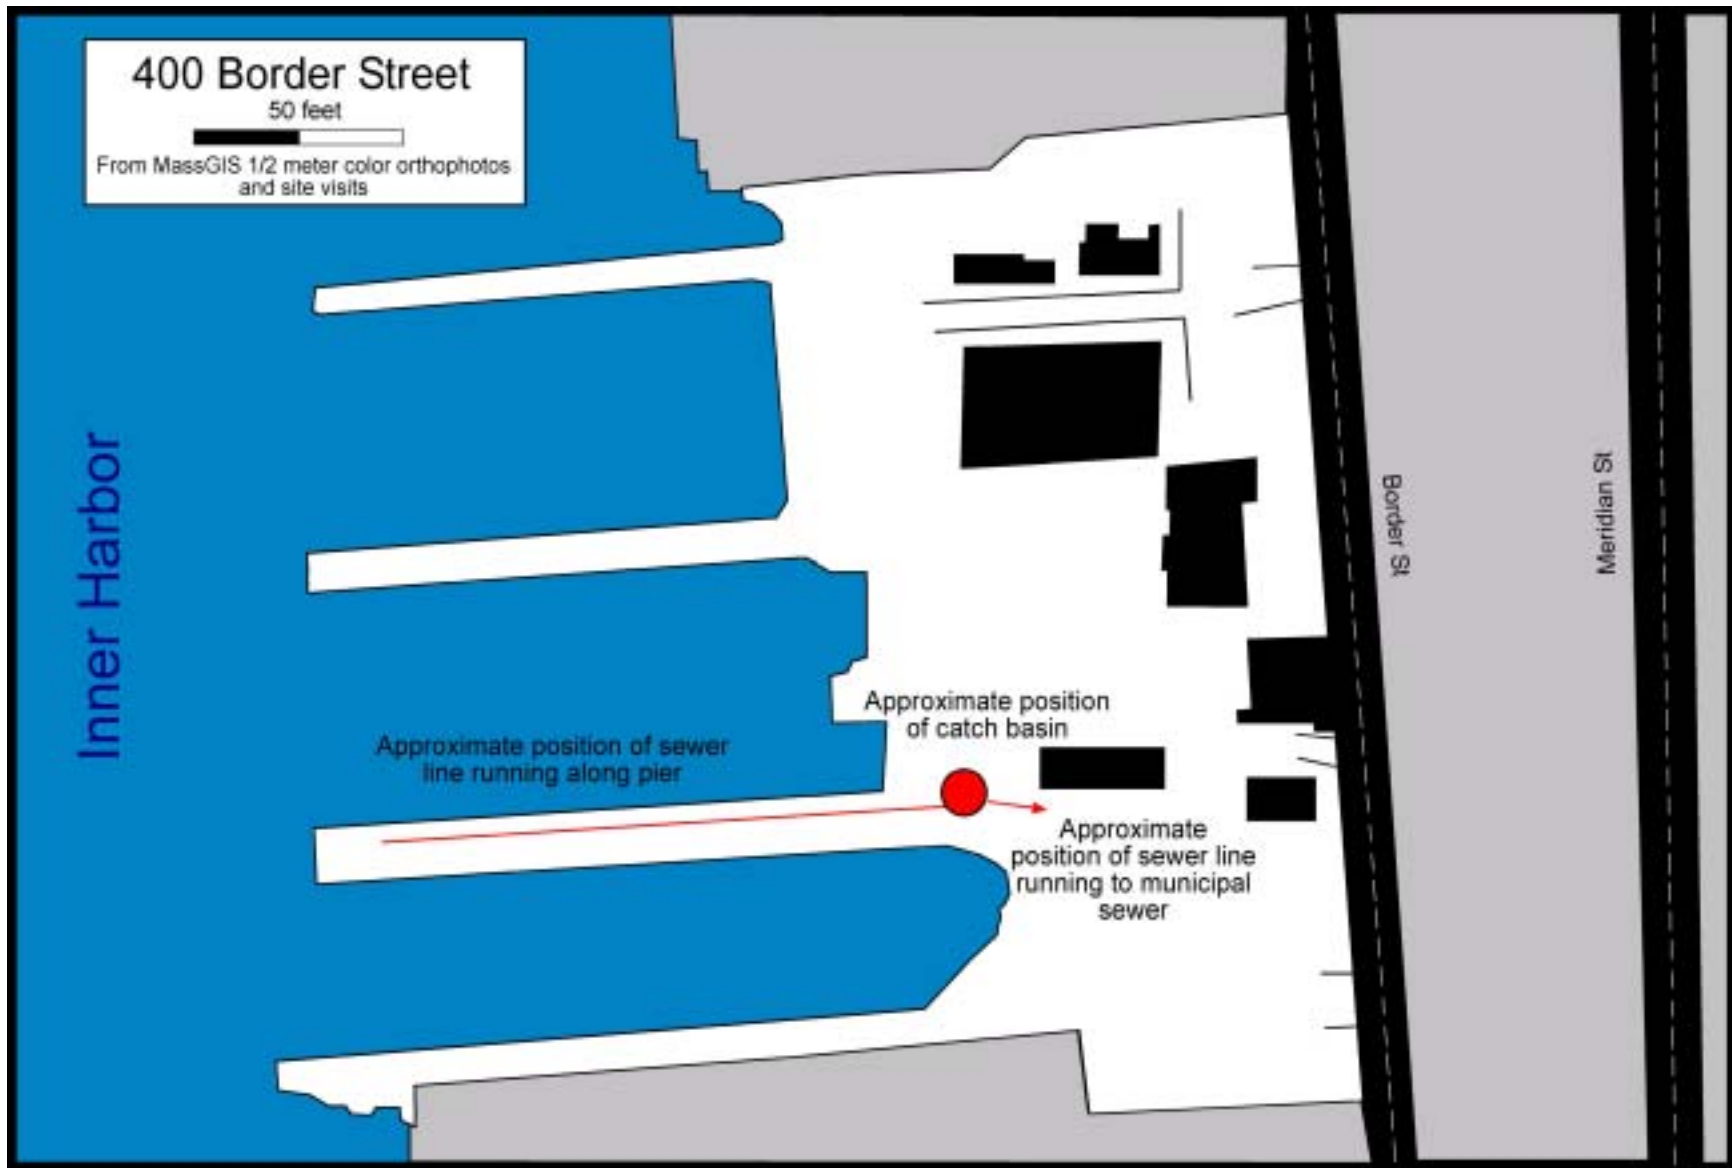 400 Border Street
50 feet
From MassGIS 1/2 meter color orthophotos
and site visits
Inner Harbor
Border St
Meridian St
Approximate position
of catch basin
Approximate position of sewer
line running along pier
Approximate
position of sewer line
running to municipal
sewer